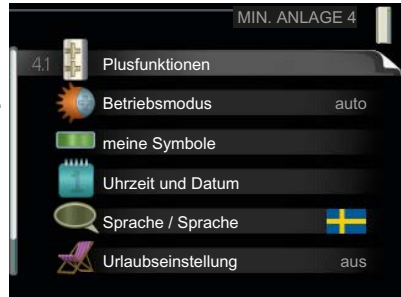 MIN. ANLAGE 4
4.1 Plusfunktionen
Betriebsmodus auto
meine Symbole
Uhrzeit und Datum
Sprache / Sprache
Urlaubseinstellung aus